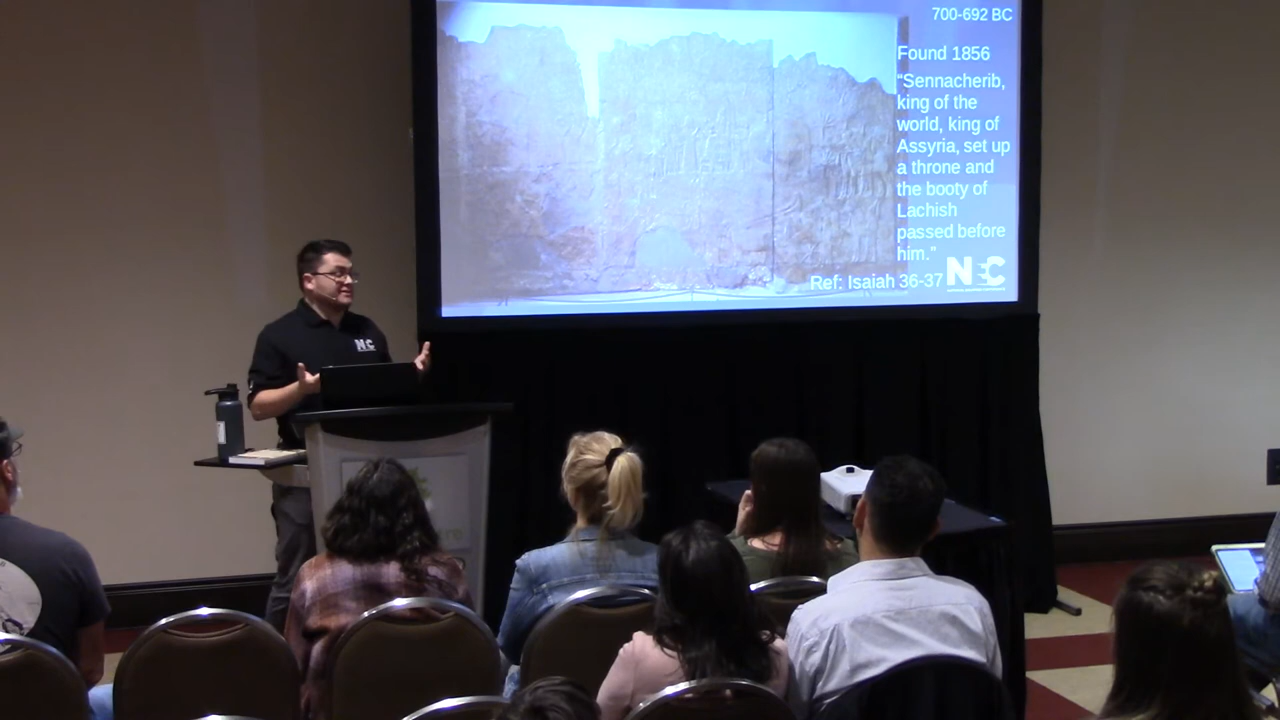 700-692 BC
Found 1856
“Sennacherib,
king of the
world, king of
Assyria, set up
a throne and
the booty of
Lachish
passed before
him.”
Ref: Isaiah 36-37
NEC